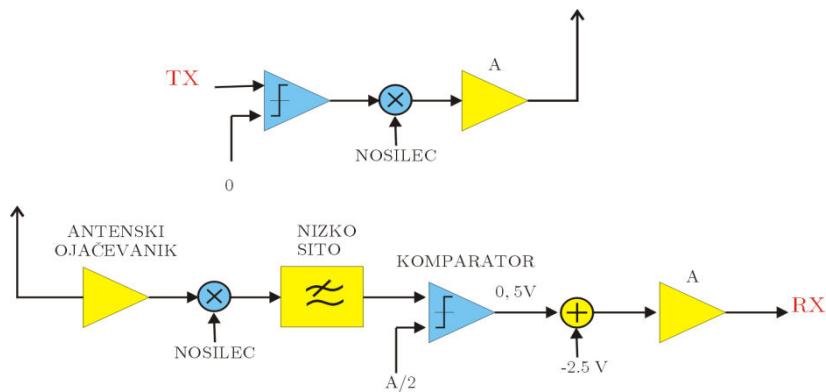 A
TX
NOSILEC
0
ANTENSKI
OJAČEVANIK
NIZKO
SITO
KOMPARATOR
0, 5V
A
RX
NOSILEC
A/2
-2.5 V